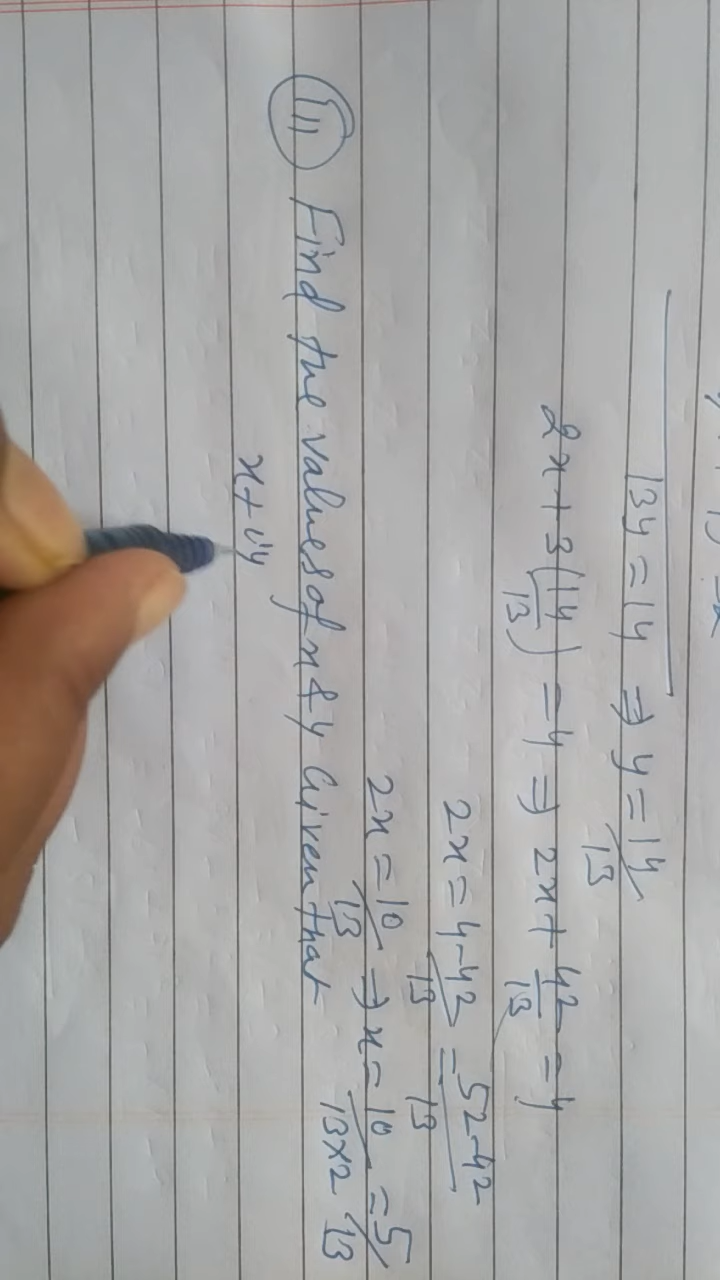 13y = 14 ⇒ y = 14/13
2x + 3(14/13) = 4 ⇒ 2x + 42/13 = 4
2x = 4 - 42/13 = 52-42/13
2x = 10/13 ⇒ x = 10/13×2 = 5/13
(iii) Find the values of x & y Given that
x + iy